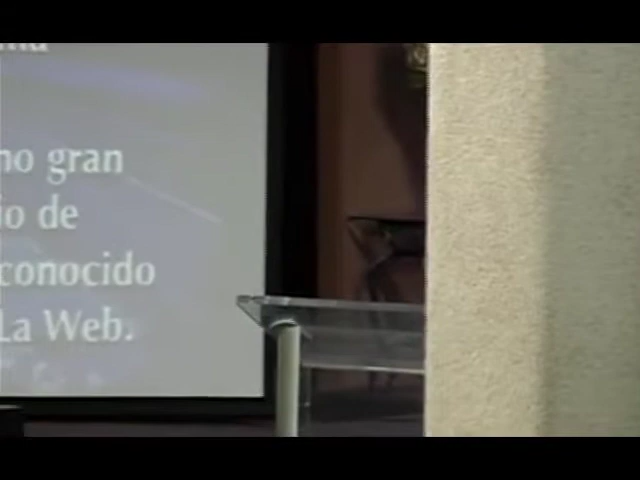 no gran
io de
conocido
La Web.